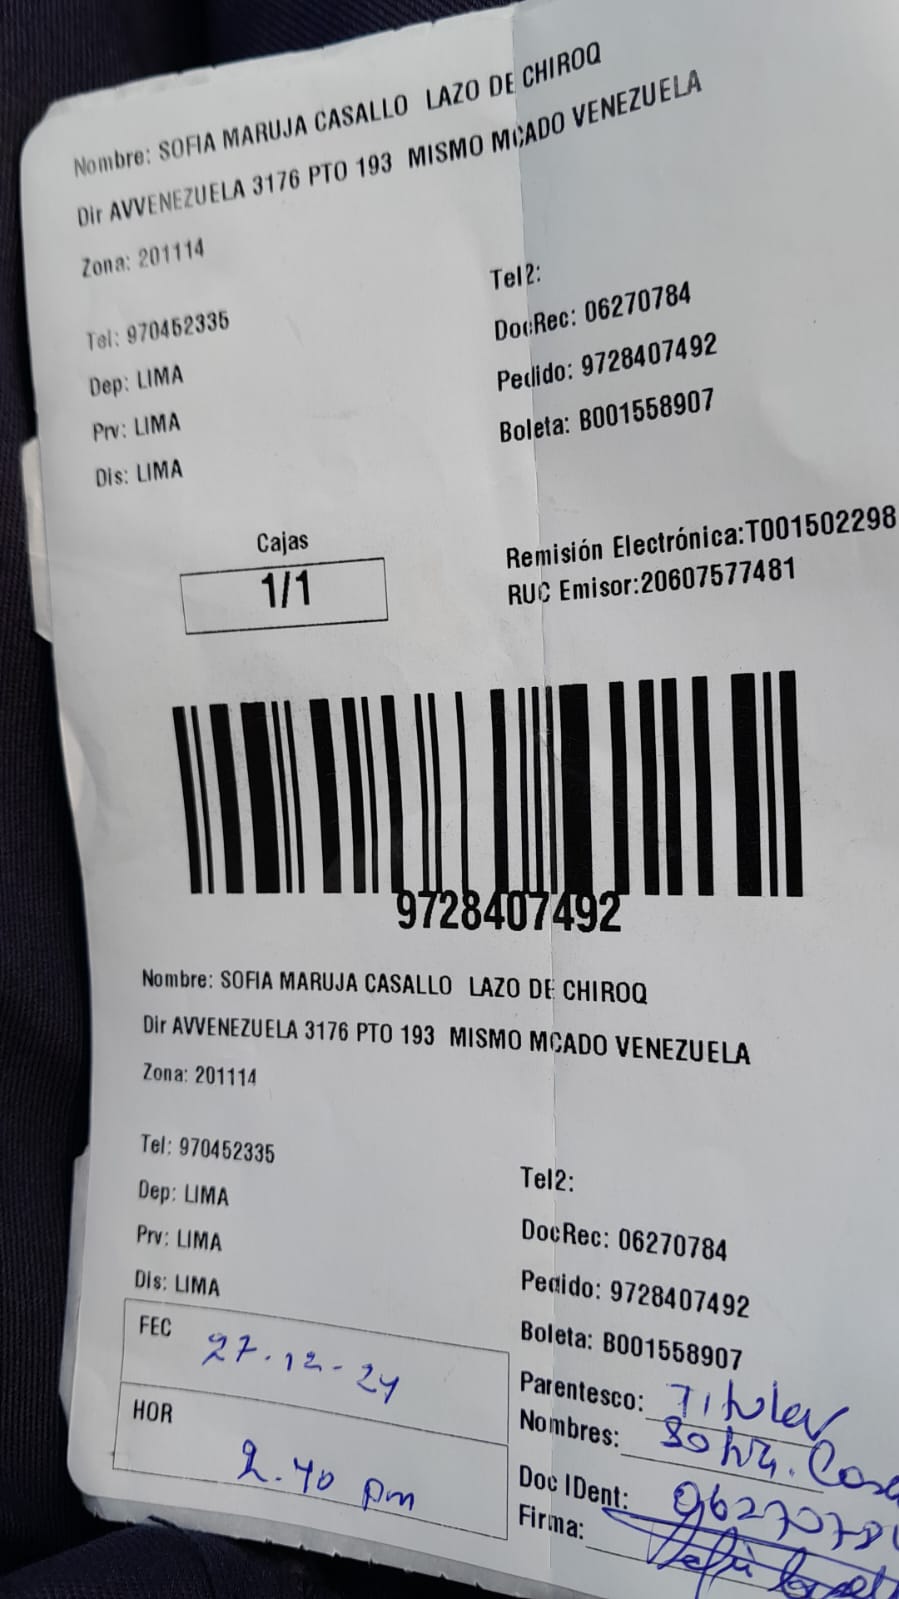 Nombre: SOFIA MARUJA CASALLO LAZO DE CHIROQ
Dir AVVENEZUELA 3176 PTO 193 MISMO MCADO VENEZUELA
Zona: 201114
Tel2:
Tel: 970452335
DocRec: 06270784
Dep: LIMA
Pedido: 9728407492
Prv: LIMA
Boleta: B001558907
Dis: LIMA
Cajas
1/1
Remisión Electrónica:T001502298
RUC Emisor:20607577481
9728407492
Nombre: SOFIA MARUJA CASALLO LAZO DE CHIROQ
Dir AVVENEZUELA 3176 PTO 193 MISMO MCADO VENEZUELA
Zona: 201114
Tel: 970452335
Tel2:
Dep: LIMA
DocRec: 06270784
Prv: LIMA
Pedido: 9728407492
Dis: LIMA
Boleta: B001558907
FEC 27-12-24
Parentesco: Titular
Nombres:
HOR 2.40 pm
Doc IDent: 0627078
Firma: